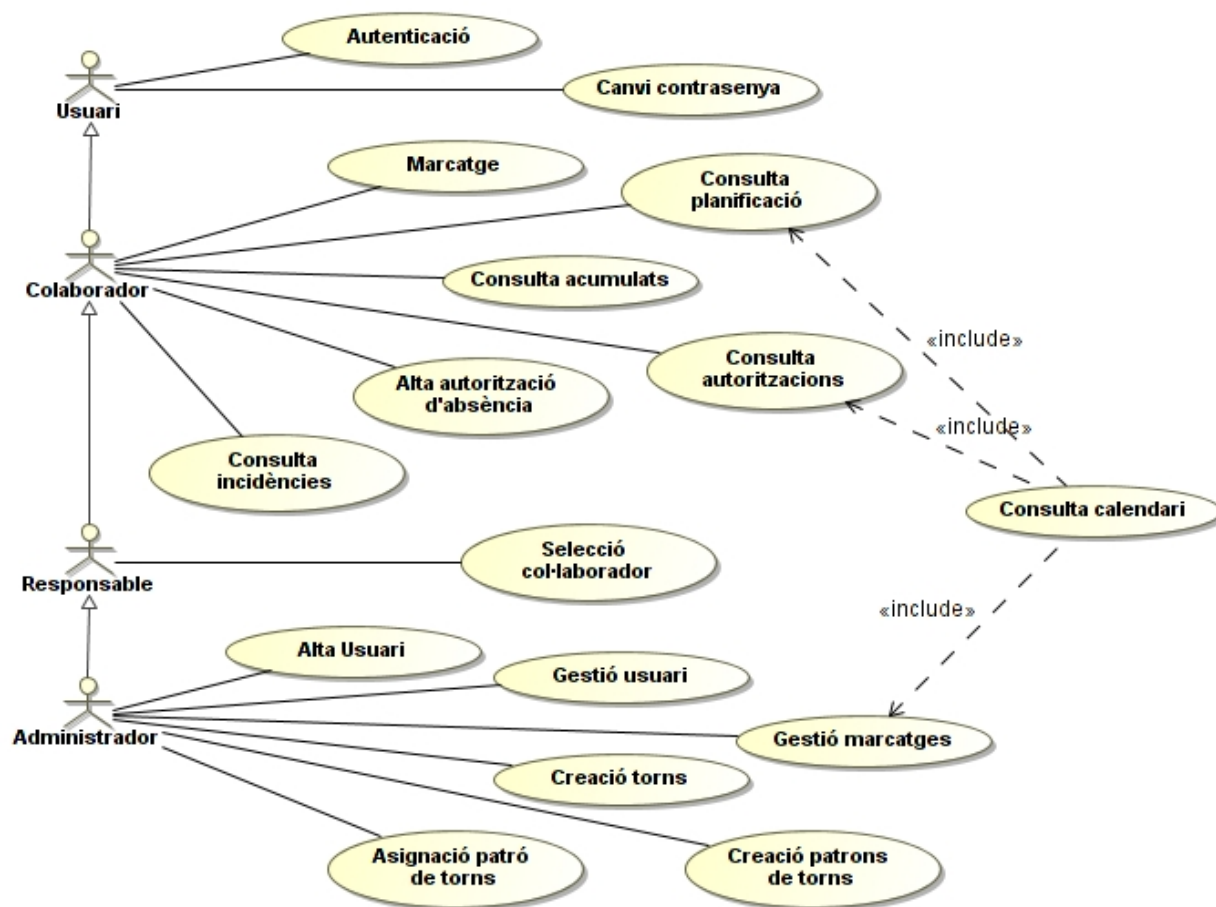 Autenticació
Canvi contrasenya
Usuari
Marcatge
Consulta
planificació
Colaborador
Consulta acumulats
«include»
Consulta
autoritzacions
Alta autorització
d'absència
«include»
Consulta
incidències
Consulta calendari
Selecció
col·laborador
Responsable
«include»
Alta Usuari
Gestió usuari
Administrador
Gestió marcatges
Creació torns
Asignació patró
de torns
Creació patrons
de torns